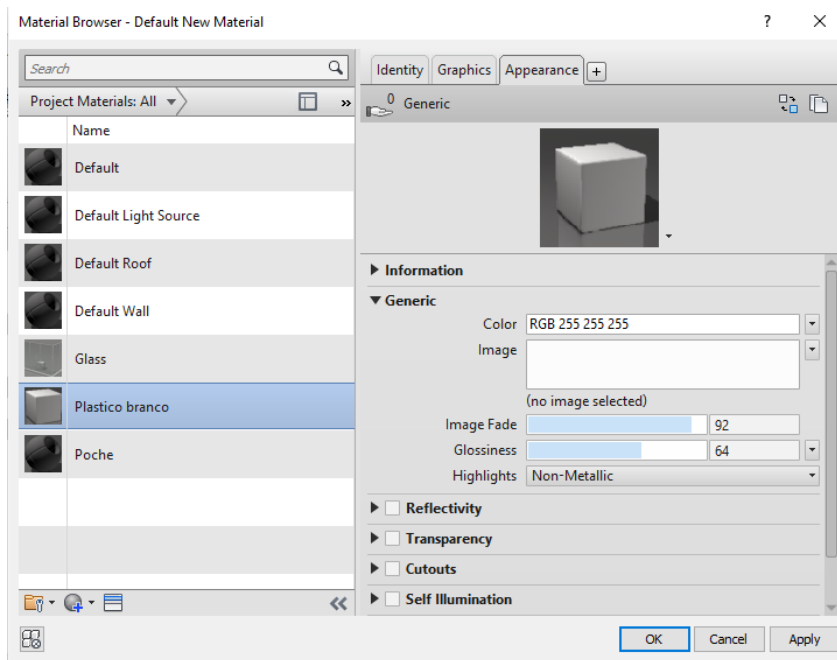 Material Browser - Default New Material
?
Search
Project Materials: All
»
Name
Default
Default Light Source
Default Roof
Default Wall
Glass
Plastico branco
Poche
Identity
Graphics
Appearance
+
0
Generic
Information
Generic
Color
RGB 255 255 255
Image
(no image selected)
Image Fade
92
Glossiness
64
Highlights
Non-Metallic
Reflectivity
Transparency
Cutouts
Self Illumination
OK
Cancel
Apply